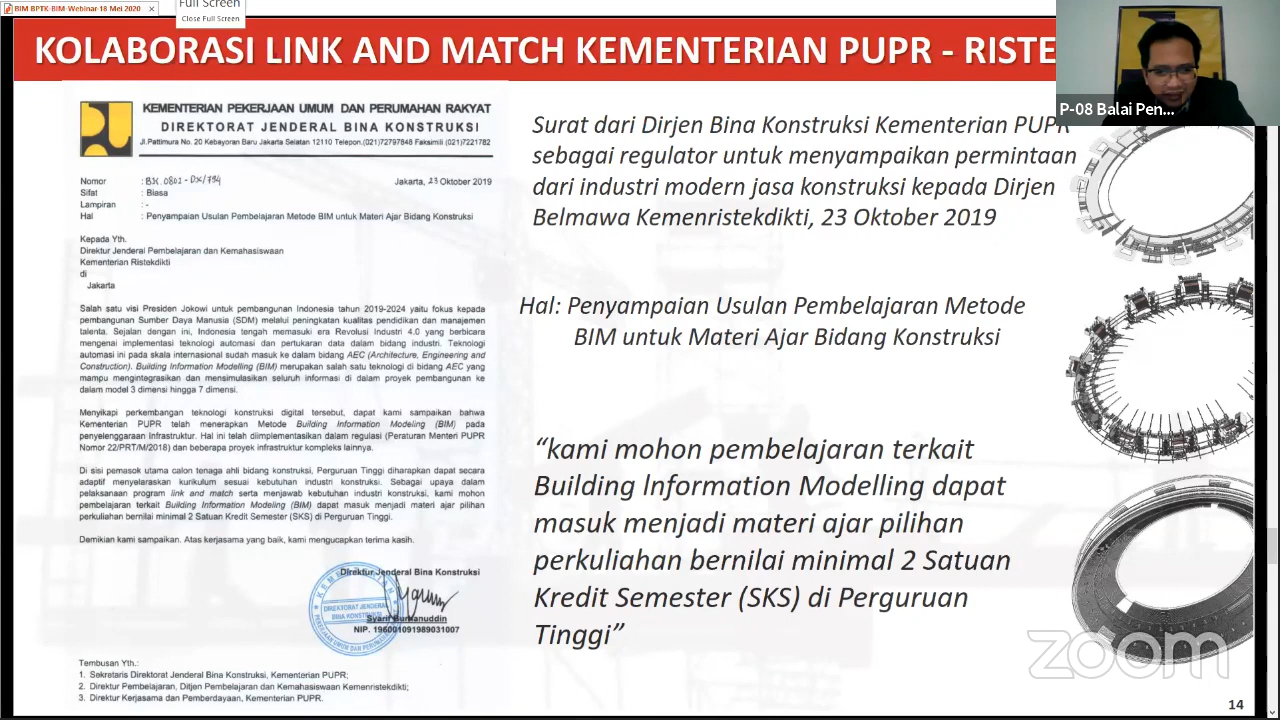 BIM BPTK-BIM-Webinar-18 Mei 2020
Full Screen
Close Full Screen
KOLABORASI LINK AND MATCH KEMENTERIAN PUPR - RISTE
P-08 Balai Pen...
KEMENTERIAN PEKERJAAN UMUM DAN PERUMAHAN RAKYAT
DIREKTORAT JENDERAL BINA KONSTRUKSI
Jl.Pattimura No. 20 Kebayoran Baru Jakarta Selatan 12110 Telepon.(021)72797848 Faksimili (021)7221782
Nomor : BK.0802-DK/794
Jakarta, 23 Oktober 2019
Sifat : Biasa
Lampiran : -
Hal : Penyampaian Usulan Pembelajaran Metode BIM untuk Materi Ajar Bidang Konstruksi
Kepada Yth.
Direktur Jenderal Pembelajaran dan Kemahasiswaan
Kementerian Ristekdikti
di
Jakarta
Salah satu visi Presiden Jokowi untuk pembangunan Indonesia tahun 2019-2024 yaitu fokus kepada
pembangunan Sumber Daya Manusia (SDM) melalui peningkatan kualitas pendidikan dan manajemen
talenta. Sejalan dengan ini, Indonesia tengah memasuki era Revolusi Industri 4.0 yang berbicara
mengenai implementasi teknologi automasi dan pertukaran data dalam bidang industri. Teknologi
automasi ini pada skala internasional sudah masuk ke dalam bidang AEC (Architecture, Engineering and
Construction). Building Information Modelling (BIM) merupakan salah satu teknologi di bidang AEC yang
mampu mengintegrasikan dan mensimulasikan seluruh informasi di dalam proyek pembangunan ke
dalam model 3 dimensi hingga 7 dimensi.
Menyikapi perkembangan teknologi konstruksi digital tersebut, dapat kami sampaikan bahwa
Kementerian PUPR telah menerapkan Metode Building Information Modeling (BIM) pada
penyelenggaraan Infrastruktur. Hal ini telah diimplementasikan dalam regulasi (Peraturan Menteri PUPR
Nomor 22/PRT/M/2018) dan beberapa proyek infrastruktur kompleks lainnya.
Di sisi pemasok utama calon tenaga ahli bidang konstruksi, Perguruan Tinggi diharapkan dapat secara
adaptif menyelaraskan kurikulum sesuai kebutuhan industri konstruksi. Sebagai upaya dalam
pelaksanaan program link and match serta menjawab kebutuhan industri konstruksi, kami mohon
pembelajaran terkait Building Information Modeling (BIM) dapat masuk menjadi materi ajar pilihan
perkuliahan bernilai minimal 2 Satuan Kredit Semester (SKS) di Perguruan Tinggi.
Demikian kami sampaikan. Atas kerjasama yang baik, kami mengucapkan terima kasih.
Direktur Jenderal Bina Konstruksi
DIREKTORAT JENDERAL
BINA KONSTRUKSI
Syarif Burhanuddin
NIP. 196001091989031007
Tembusan Yth.:
1. Sekretaris Direktorat Jenderal Bina Konstruksi, Kementerian PUPR;
2. Direktur Pembelajaran, Ditjen Pembelajaran dan Kemahasiswaan Kemenristekdikti;
3. Direktur Kerjasama dan Pemberdayaan, Kementerian PUPR.
Surat dari Dirjen Bina Konstruksi Kementerian PUPR
sebagai regulator untuk menyampaikan permintaan
dari industri modern jasa konstruksi kepada Dirjen
Belmawa Kemenristekdikti, 23 Oktober 2019
Hal: Penyampaian Usulan Pembelajaran Metode
BIM untuk Materi Ajar Bidang Konstruksi
“kami mohon pembelajaran terkait
Building lnformation Modelling dapat
masuk menjadi materi ajar pilihan
perkuliahan bernilai minimal 2 Satuan
Kredit Semester (SKS) di Perguruan
Tinggi”
zoom
14